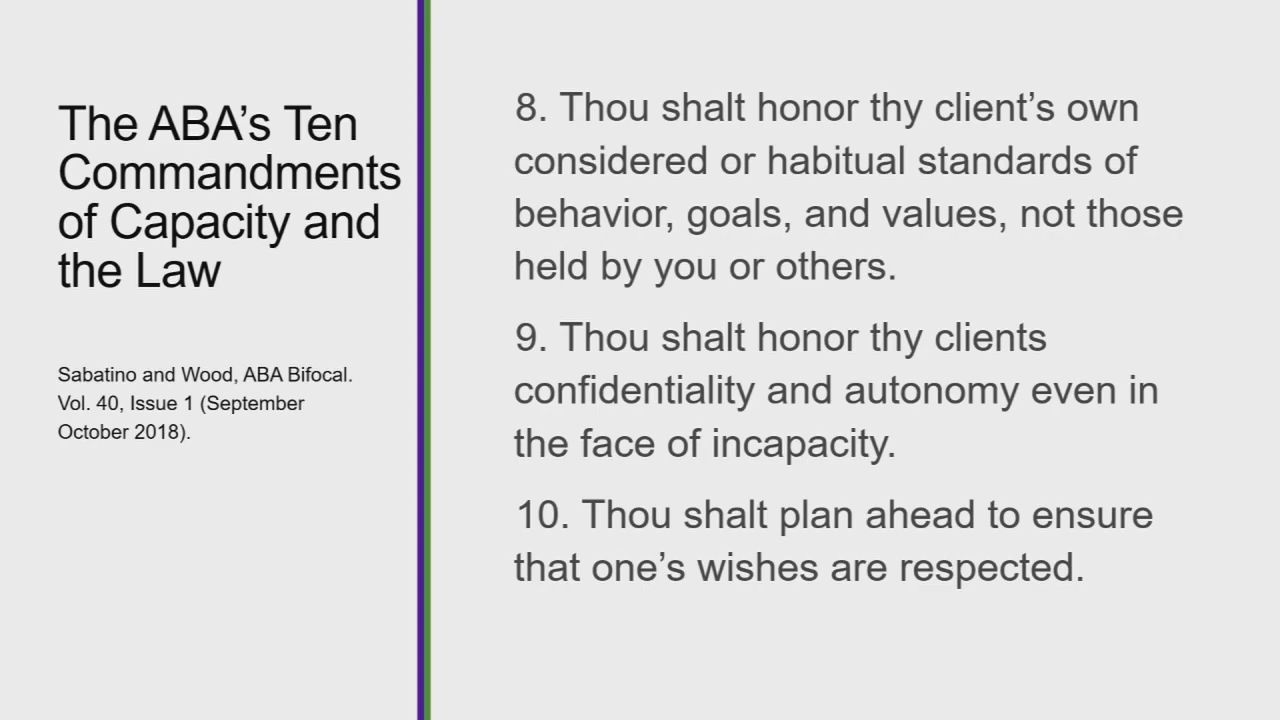 The ABA’s Ten
Commandments
of Capacity and
the Law
Sabatino and Wood, ABA Bifocal.
Vol. 40, Issue 1 (September
October 2018).
8. Thou shalt honor thy client’s own
considered or habitual standards of
behavior, goals, and values, not those
held by you or others.
9. Thou shalt honor thy clients
confidentiality and autonomy even in
the face of incapacity.
10. Thou shalt plan ahead to ensure
that one’s wishes are respected.